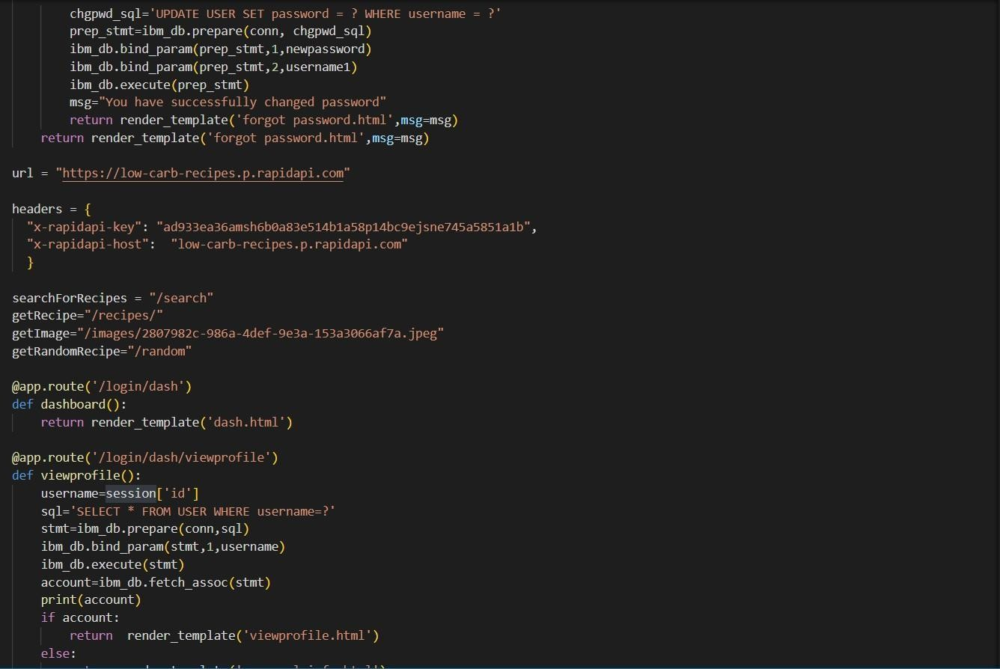 chgpwd_sql='UPDATE USER SET password = ? WHERE username = ?'
prep_stmt=ibm_db.prepare(conn, chgpwd_sql)
ibm_db.bind_param(prep_stmt,1,newpassword)
ibm_db.bind_param(prep_stmt,2,username1)
ibm_db.execute(prep_stmt)
msg="You have successfully changed password"
return render_template('forgot password.html',msg=msg)
return render_template('forgot password.html',msg=msg)
url = "https://low-carb-recipes.p.rapidapi.com"
headers = {
"x-rapidapi-key": "ad933ea36amsh6b0a83e514b1a58p14bc9ejsne745a5851a1b",
"x-rapidapi-host":  "low-carb-recipes.p.rapidapi.com"
}
searchForRecipes = "/search"
getRecipe="/recipes/"
getImage="/images/2807982c-986a-4def-9e3a-153a3066af7a.jpeg"
getRandomRecipe="/random"
@app.route('/login/dash')
def dashboard():
return render_template('dash.html')
@app.route('/login/dash/viewprofile')
def viewprofile():
username=session['id']
sql='SELECT * FROM USER WHERE username=?'
stmt=ibm_db.prepare(conn,sql)
ibm_db.bind_param(stmt,1,username)
ibm_db.execute(stmt)
account=ibm_db.fetch_assoc(stmt)
print(account)
if account:
return  render_template('viewprofile.html')
else: